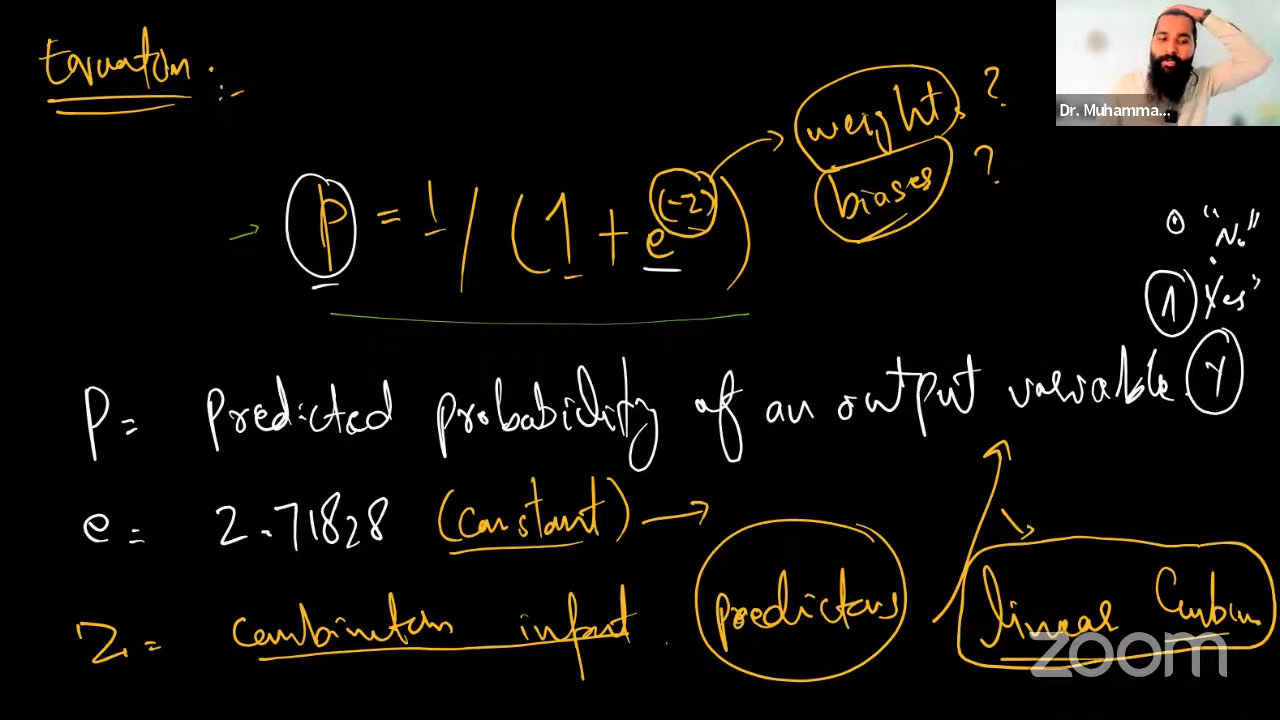 Equation :-
weights ?
biases ?
p = 1 / (1 + e^(-z))
0 "No"
1 "Yes"
P = Predicted probability of an output variable. Y
e = 2.71828 (constant) →
Z = combination input. predictors linear Combin
zoom
Dr. Muhamma...